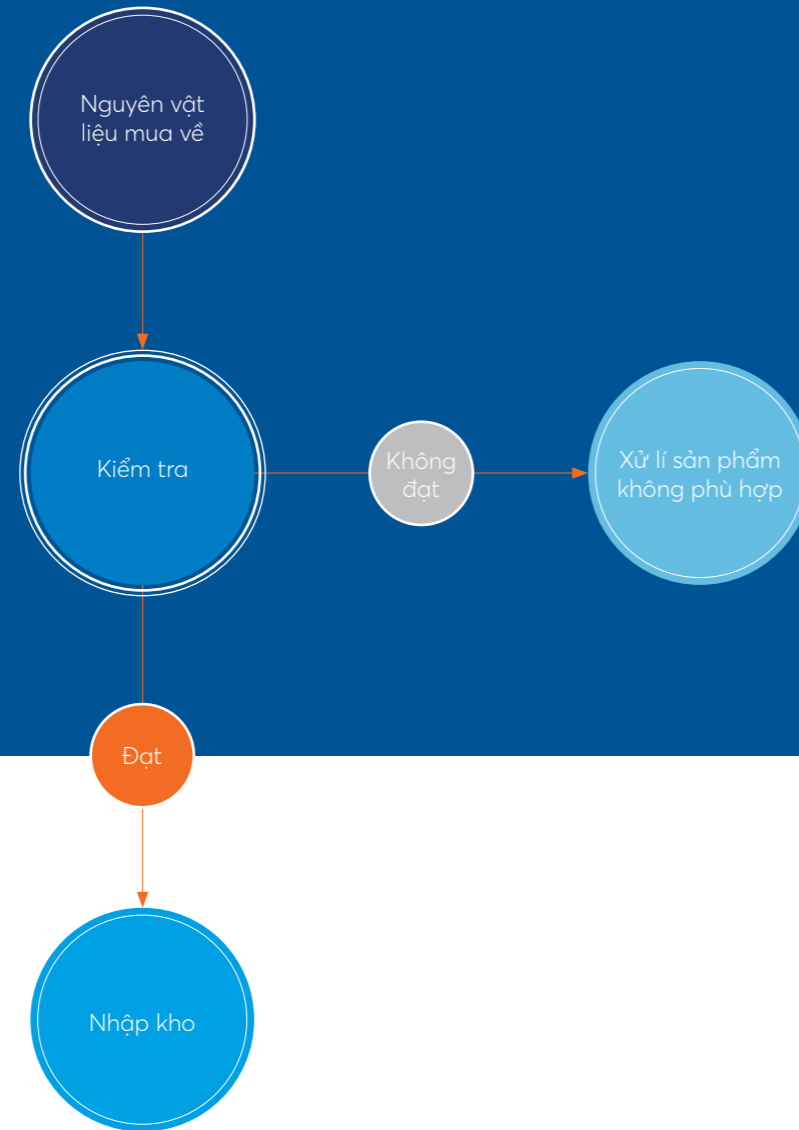 Nguyên vật
liệu mua về
Kiểm tra
Không
đạt
Xử lí sản phẩm
không phù hợp
Đạt
Nhập kho